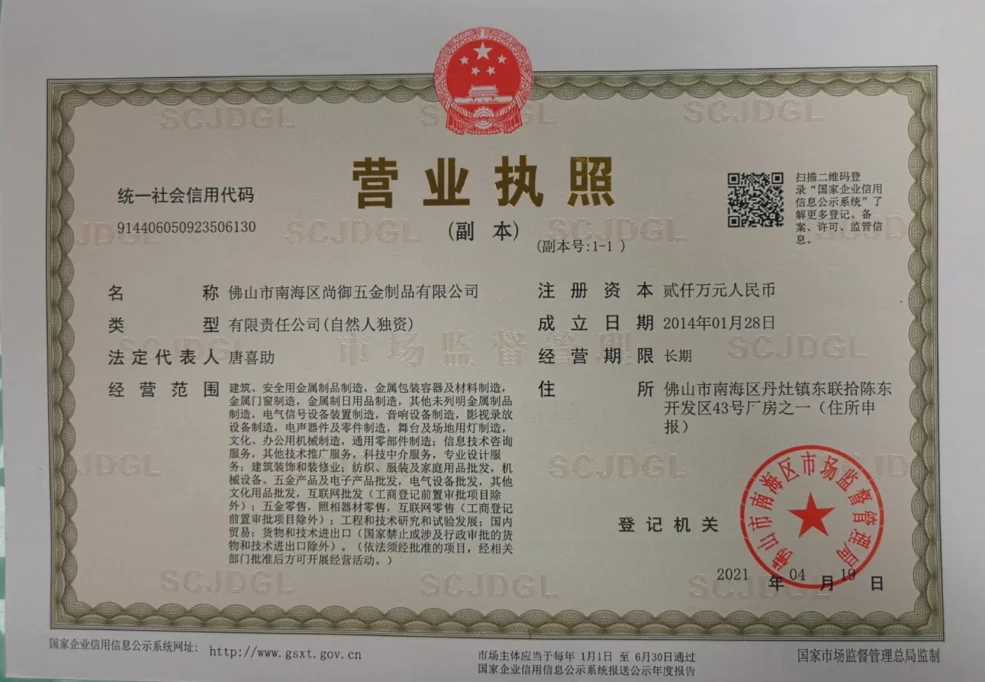 营业执照
(副 本)
(副本号:1-1 )
统一社会信用代码
914406050923506130
扫描二维码登
录“国家企业信用
信息公示系统”了
解更多登记、备
案、许可、监管信
息。
名 称 佛山市南海区尚御五金制品有限公司
类 型 有限责任公司(自然人独资)
法定代表人 唐喜助
经营范围 建筑、安全用金属制品制造，金属包装容器及材料制造，
金属门窗制造，金属制日用品制造，其他未列明金属制品
制造，电气信号设备装置制造，音响设备制造，影视录放
设备制造，电声器件及零件制造，舞台及场地用灯制造，
文化、办公用机械制造，通用零部件制造；信息技术咨询
服务，其他技术推广服务，科技中介服务，专业设计服
务；建筑装饰和装修业；纺织、服装及家庭用品批发，机
械设备、五金产品及电子产品批发，电气设备批发，其他
文化用品批发，互联网批发（工商登记前置审批项目除
外）；五金零售，照相器材零售，互联网零售（工商登记
前置审批项目除外）；工程和技术研究和试验发展；国内
贸易；货物和技术进出口（国家禁止或涉及行政审批的货
物和技术进出口除外）。（依法须经批准的项目，经相关
部门批准后方可开展经营活动。）
注册资本 贰仟万元人民币
成立日期 2014年01月28日
经营期限 长期
住 所 佛山市南海区丹灶镇东联拾陈东
开发区43号厂房之一（住所申
报）
登记机关
佛山市南海区市场监督管理局
2021 年 04 月 19 日
国家企业信用信息公示系统网址: http://www.gsxt.gov.cn
市场主体应当于每年 1月1日 至 6月30日通过
国家企业信用信息公示系统报送公示年度报告
国家市场监督管理总局监制
SCJDGL
SCJDGL
SCJDGL
JDGL
SCJDGL
SCJD
市场监督管理
SCJDGL
JDGL
SCJDGL
SCJDGL
SCJDGL
SCJDGL